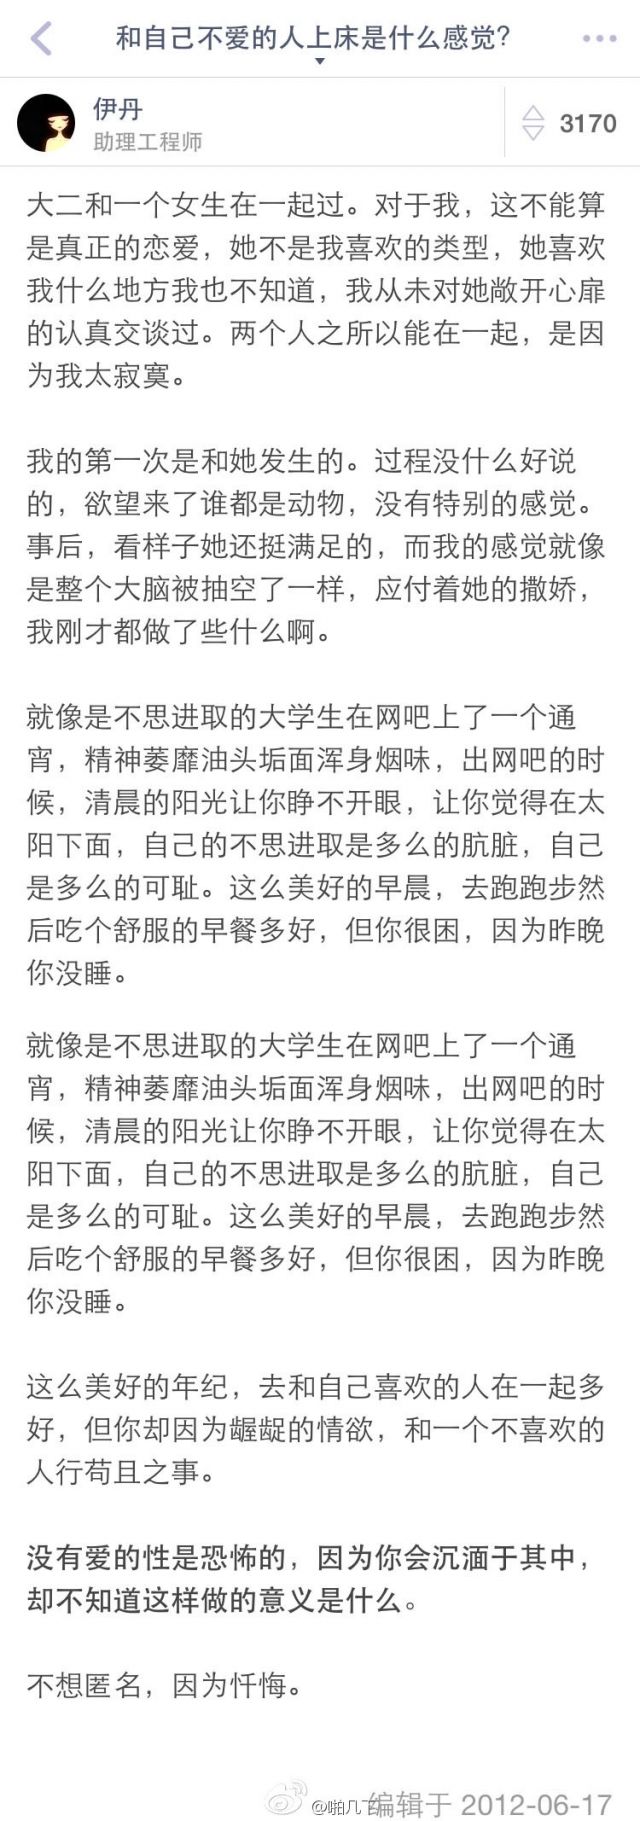 和自己不爱的人上床是什么感觉?
伊丹
助理工程师
3170
大二和一个女生在一起过。对于我，这不能算
是真正的恋爱，她不是我喜欢的类型，她喜欢
我什么地方我也不知道，我从未对她敞开心扉
的认真交谈过。两个人之所以能在一起，是因
为我太寂寞。
我的第一次是和她发生的。过程没什么好说
的，欲望来了谁都是动物，没有特别的感觉。
事后，看样子她还挺满足的，而我的感觉就像
是整个大脑被抽空了一样，应付着她的撒娇，
我刚才都做了些什么啊。
就像是不思进取的大学生在网吧上了一个通
宵，精神萎靡油头垢面浑身烟味，出网吧的时
候，清晨的阳光让你睁不开眼，让你觉得在太
阳下面，自己的不思进取是多么的肮脏，自己
是多么的可耻。这么美好的早晨，去跑跑步然
后吃个舒服的早餐多好，但你很困，因为昨晚
你没睡。
就像是不思进取的大学生在网吧上了一个通
宵，精神萎靡油头垢面浑身烟味，出网吧的时
候，清晨的阳光让你睁不开眼，让你觉得在太
阳下面，自己的不思进取是多么的肮脏，自己
是多么的可耻。这么美好的早晨，去跑跑步然
后吃个舒服的早餐多好，但你很困，因为昨晚
你没睡。
这么美好的年纪，去和自己喜欢的人在一起多
好，但你却因为龌龊的情欲，和一个不喜欢的
人行苟且之事。
没有爱的性是恐怖的，因为你会沉湎于其中，
却不知道这样做的意义是什么。
不想匿名，因为忏悔。
编辑于 2012-06-17
@啪几